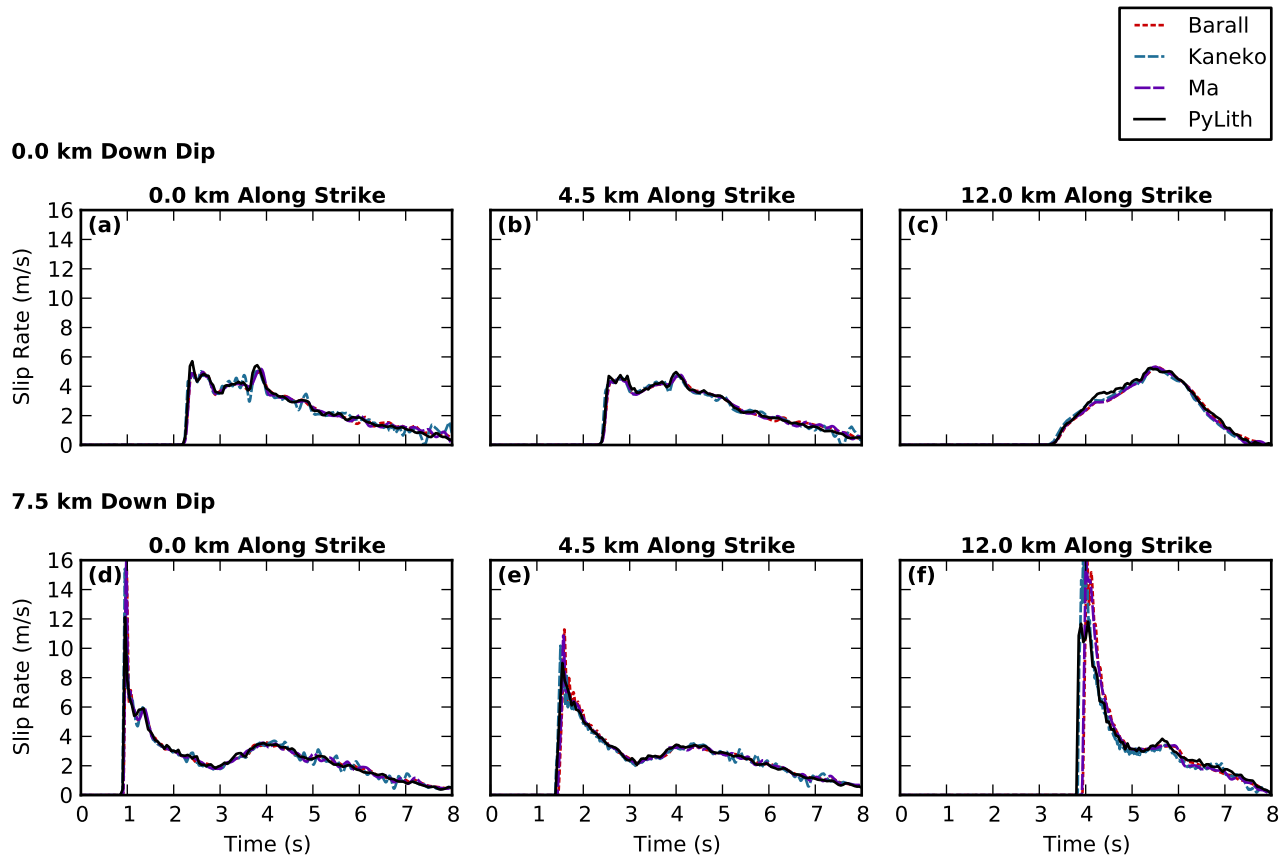 Barall
Kaneko
Ma
PyLith
0.0 km Down Dip
0.0 km Along Strike
4.5 km Along Strike
12.0 km Along Strike
(a)
(b)
(c)
Slip Rate (m/s)
16
14
12
10
8
6
4
2
0
7.5 km Down Dip
0.0 km Along Strike
4.5 km Along Strike
12.0 km Along Strike
(d)
(e)
(f)
Slip Rate (m/s)
16
14
12
10
8
6
4
2
0
0 1 2 3 4 5 6 7 8
0 1 2 3 4 5 6 7 8
0 1 2 3 4 5 6 7 8
Time (s)
Time (s)
Time (s)